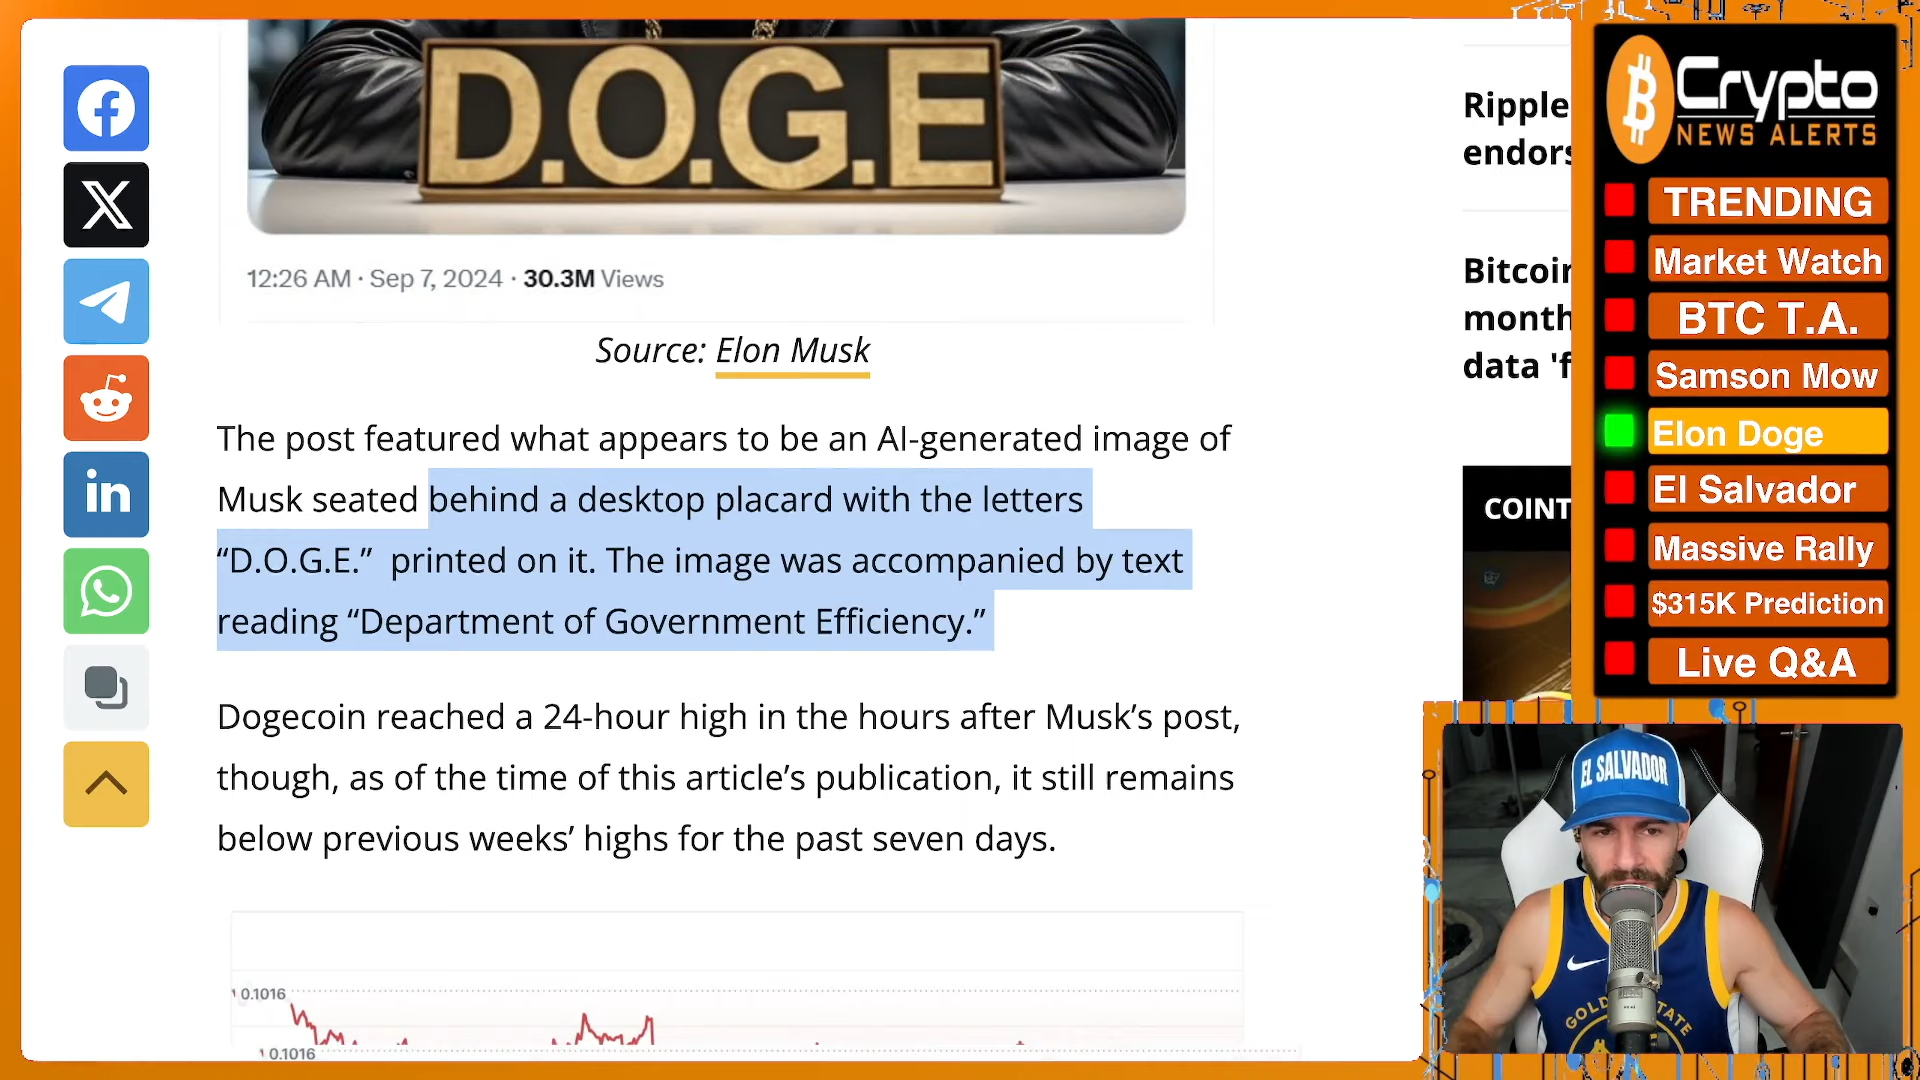 D.O.G.E
12:26 AM · Sep 7, 2024 · 30.3M Views
Source: Elon Musk
The post featured what appears to be an AI-generated image of
Musk seated behind a desktop placard with the letters
“D.O.G.E.” printed on it. The image was accompanied by text
reading “Department of Government Efficiency.”
Dogecoin reached a 24-hour high in the hours after Musk’s post,
though, as of the time of this article’s publication, it still remains
below previous weeks’ highs for the past seven days.
0.1016
0.1016
Ripple
endors
Bitcoin
month
data 'f
COINT
Crypto
NEWS ALERTS
TRENDING
Market Watch
BTC T.A.
Samson Mow
Elon Doge
El Salvador
Massive Rally
$315K Prediction
Live Q&A
EL SALVADOR